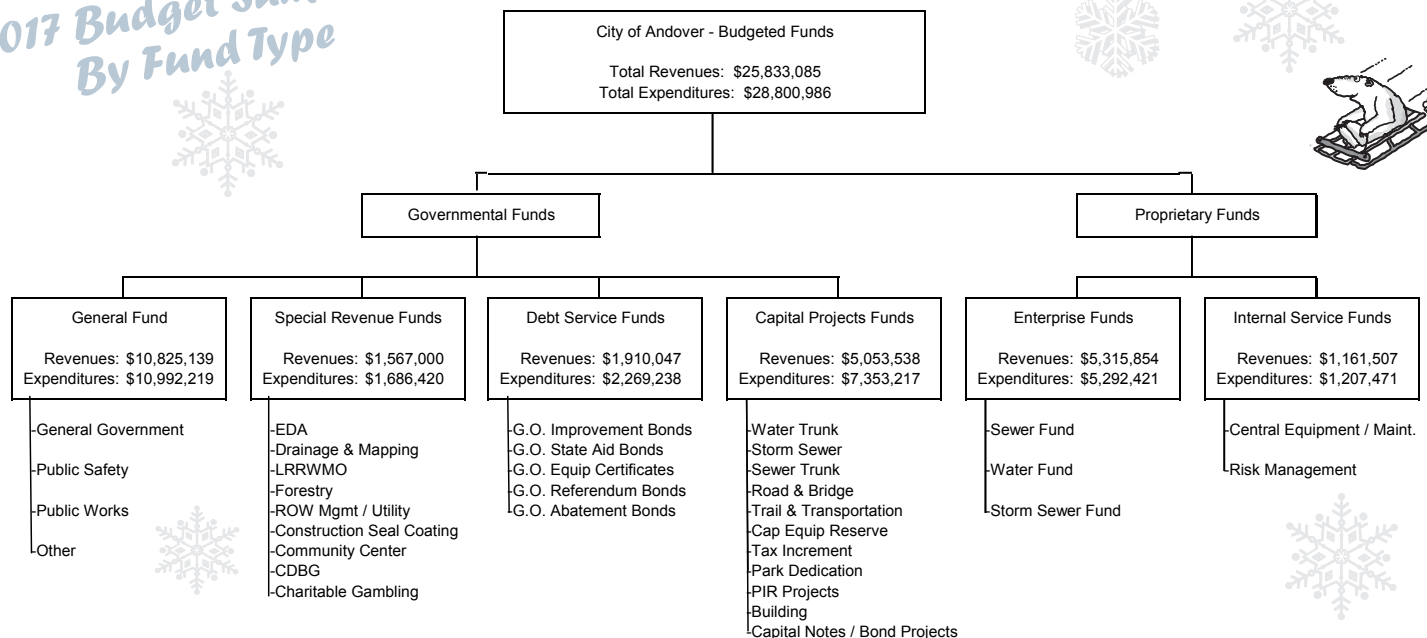 017 Budget
By Fund Type
City of Andover - Budgeted Funds
Total Revenues: $25,833,085
Total Expenditures: $28,800,986
Governmental Funds
Proprietary Funds
General Fund
Revenues: $10,825,139
Expenditures: $10,992,219
-General Government
-Public Safety
-Public Works
-Other
Special Revenue Funds
Revenues: $1,567,000
Expenditures: $1,686,420
-EDA
-Drainage & Mapping
-LRRWMO
-Forestry
-ROW Mgmt / Utility
-Construction Seal Coating
-Community Center
-CDBG
-Charitable Gambling
Debt Service Funds
Revenues: $1,910,047
Expenditures: $2,269,238
-G.O. Improvement Bonds
-G.O. State Aid Bonds
-G.O. Equip Certificates
-G.O. Referendum Bonds
-G.O. Abatement Bonds
Capital Projects Funds
Revenues: $5,053,538
Expenditures: $7,353,217
-Water Trunk
-Storm Sewer
-Sewer Trunk
-Road & Bridge
-Trail & Transportation
-Cap Equip Reserve
-Tax Increment
-Park Dedication
-PIR Projects
-Building
-Capital Notes / Bond Projects
Enterprise Funds
Revenues: $5,315,854
Expenditures: $5,292,421
-Sewer Fund
-Water Fund
-Storm Sewer Fund
Internal Service Funds
Revenues: $1,161,507
Expenditures: $1,207,471
-Central Equipment / Maint.
-Risk Management